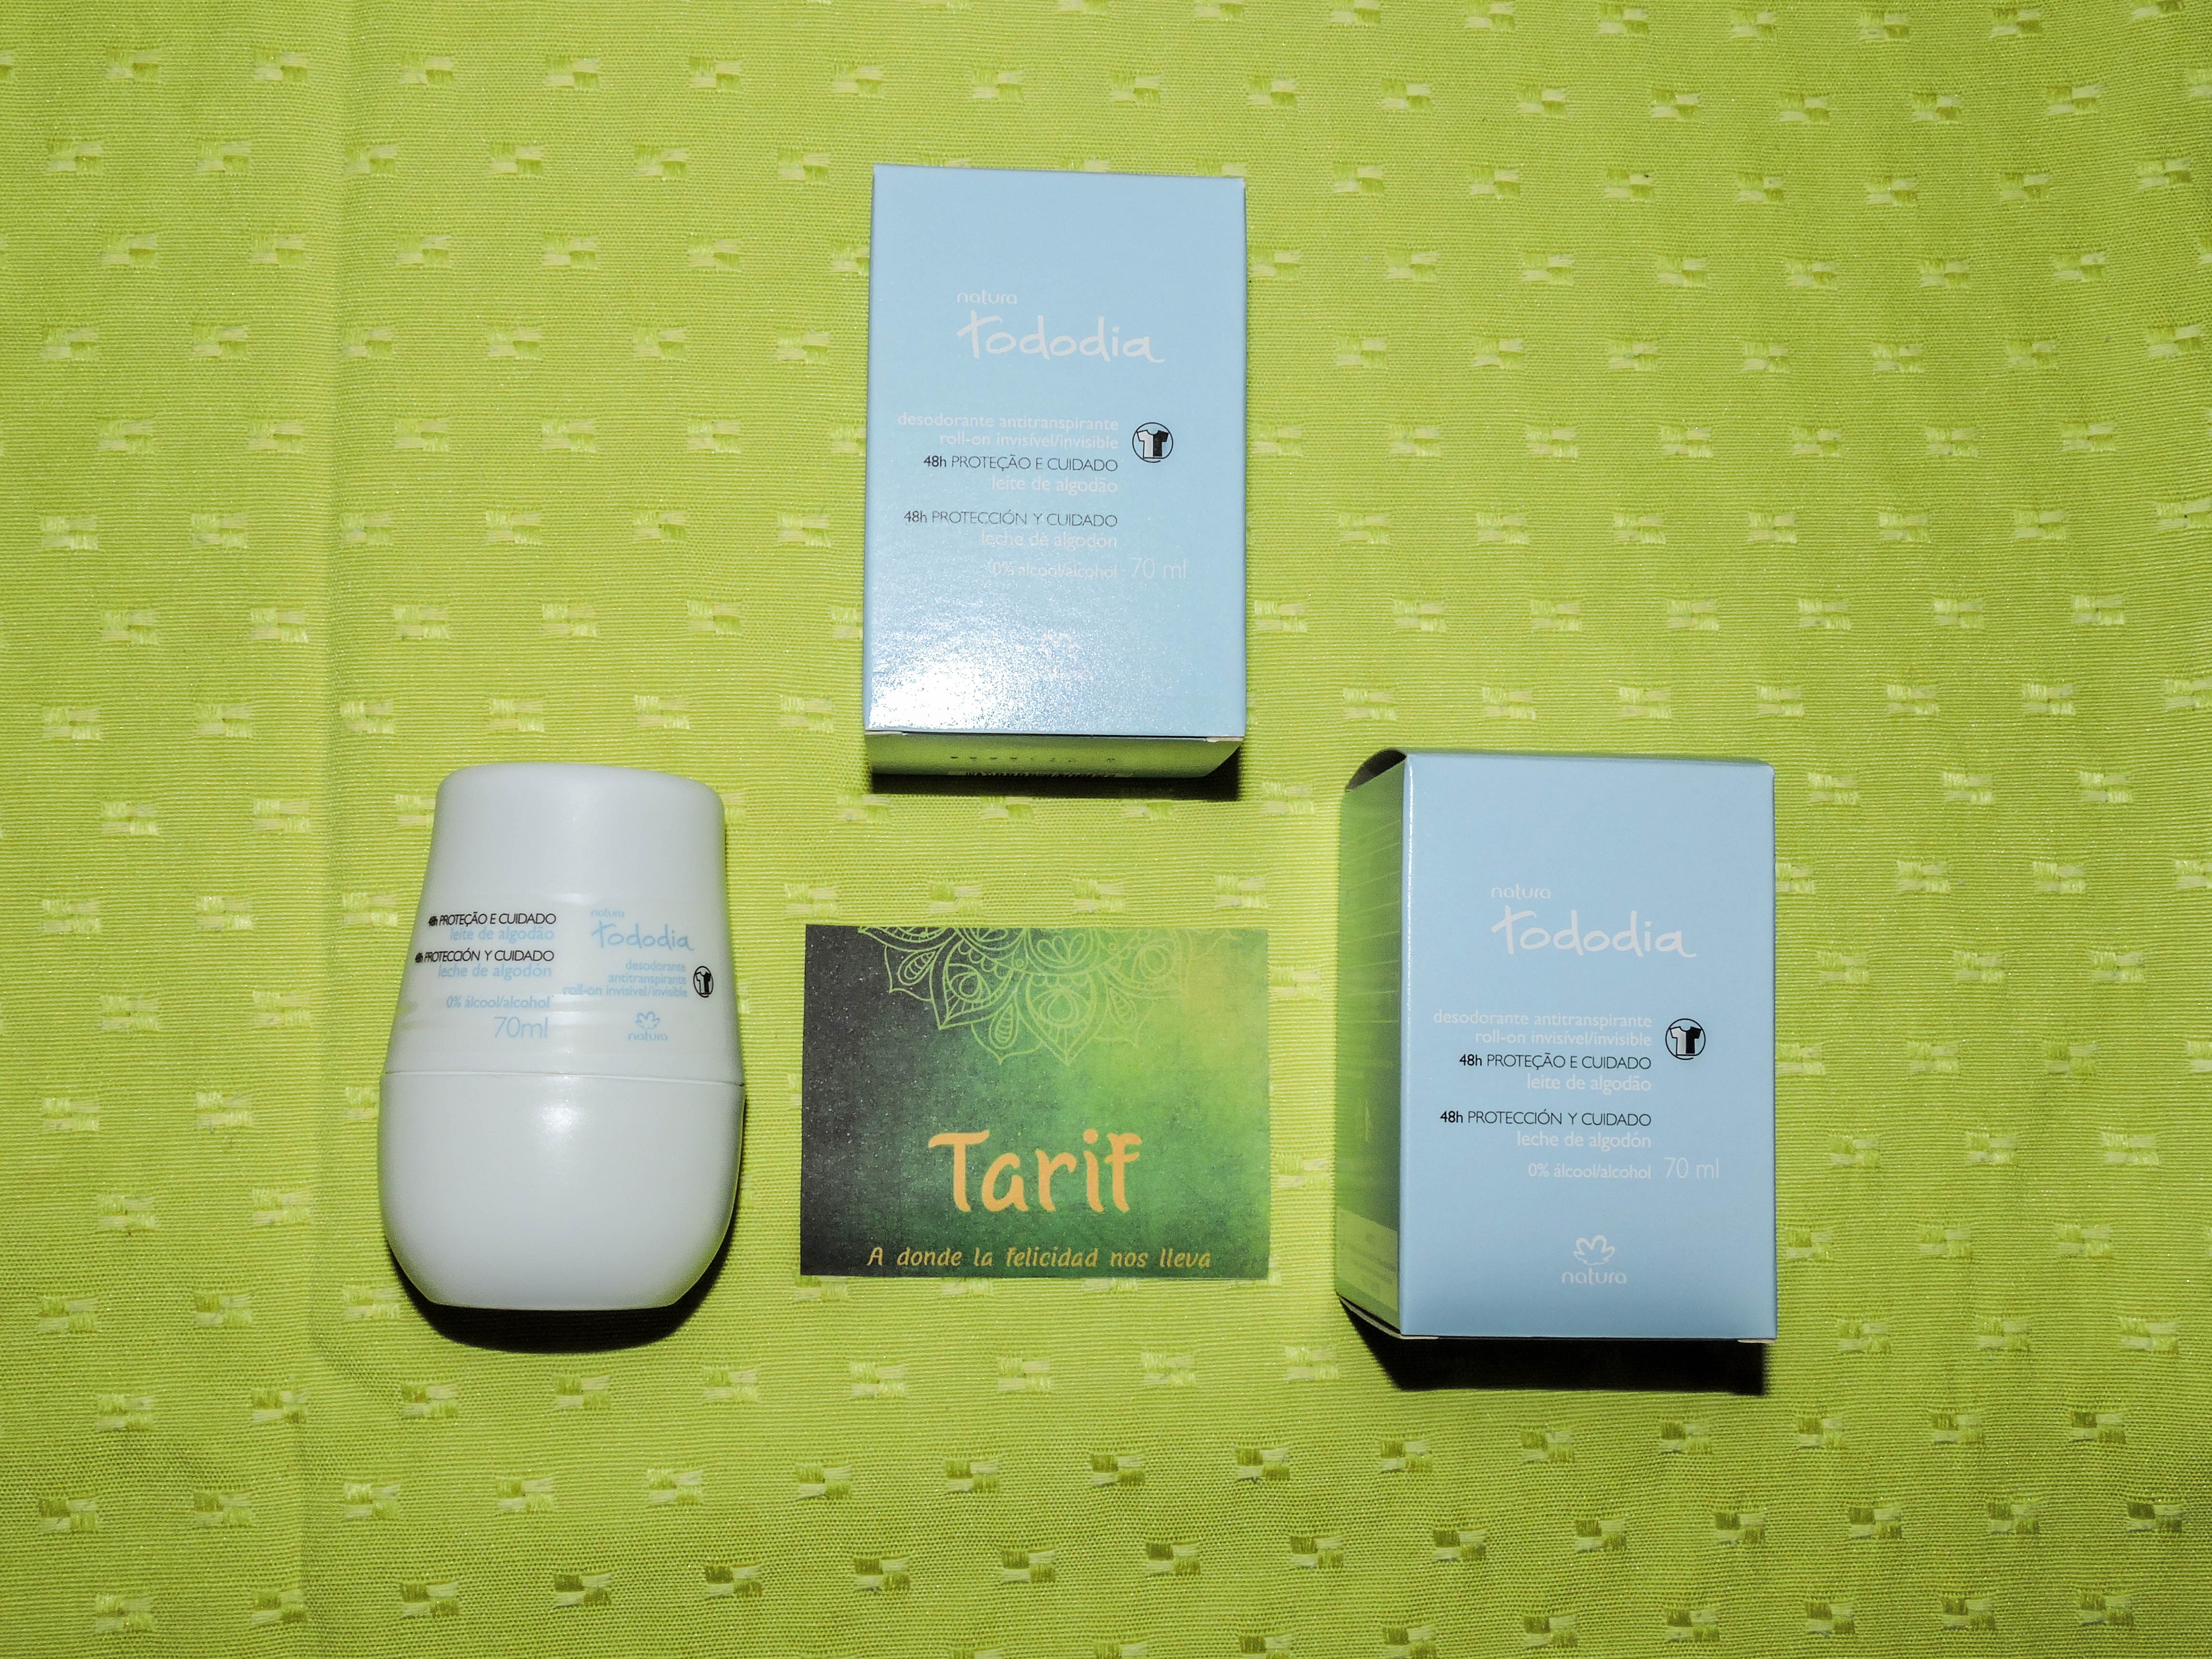 natura
Tododia
desodorante antitranspirante
roll-on invisível/invisible
48h PROTEÇÃO E CUIDADO
leite de algodão
48h PROTECCIÓN Y CUIDADO
leche de algodón
0% álcool/alcohol 70 ml
48h PROTEÇÃO E CUIDADO
leite de algodão
48h PROTECCIÓN Y CUIDADO
leche de algodón
0% álcool/alcohol
70ml
natura
Tododia
desodorante
antitranspirante
roll-on invisível/invisible
natura
Tarif
A donde la felicidad nos lleva
natura
Tododia
desodorante antitranspirante
roll-on invisível/invisible
48h PROTEÇÃO E CUIDADO
leite de algodão
48h PROTECCIÓN Y CUIDADO
leche de algodón
0% álcool/alcohol 70 ml
natura